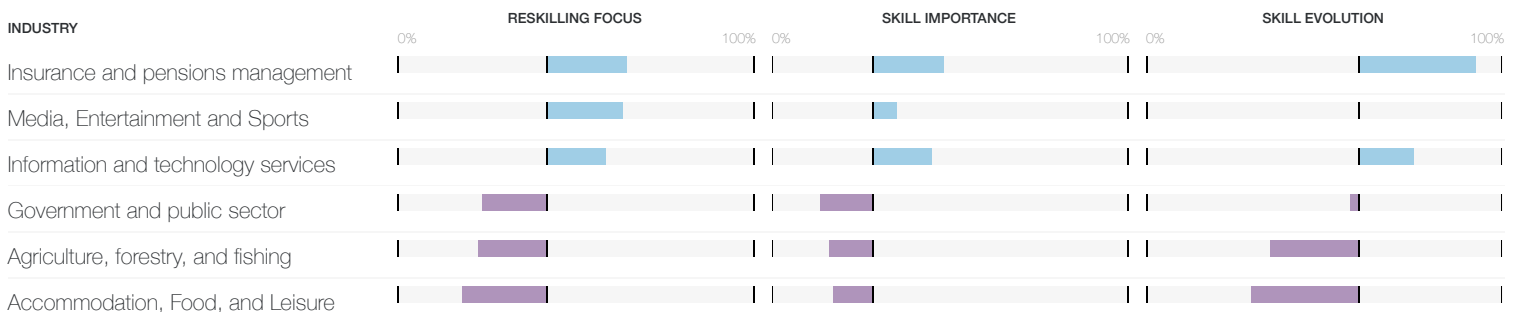 INDUSTRY RESKILLING FOCUS SKILL IMPORTANCE SKILL EVOLUTION
0% 100% 0% 100% 0% 100%
Insurance and pensions management
Media, Entertainment and Sports
Information and technology services
Government and public sector
Agriculture, forestry, and fishing
Accommodation, Food, and Leisure